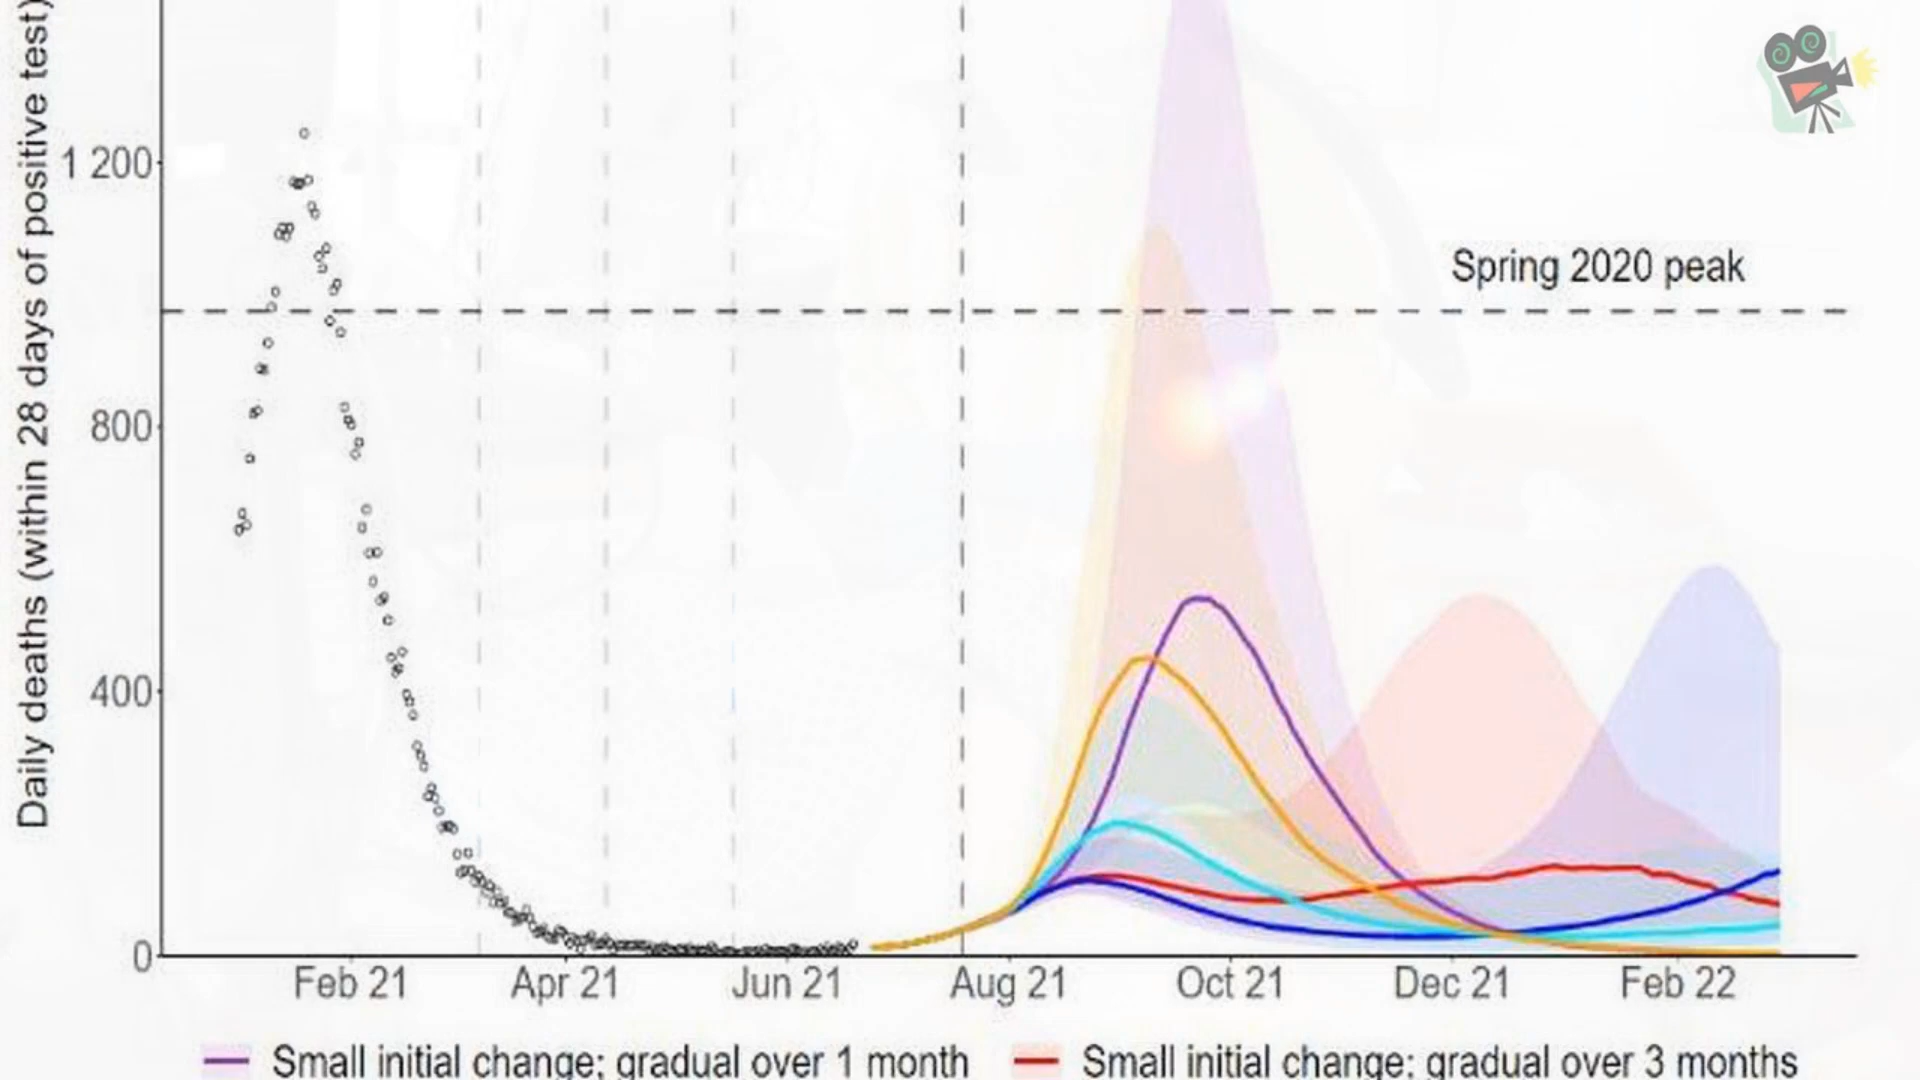 Daily deaths (within 28 days of positive test)
1 200
Spring 2020 peak
800
400
0
Feb 21 Apr 21 Jun 21 Aug 21 Oct 21 Dec 21 Feb 22
Small initial change; gradual over 1 month Small initial change; gradual over 3 months